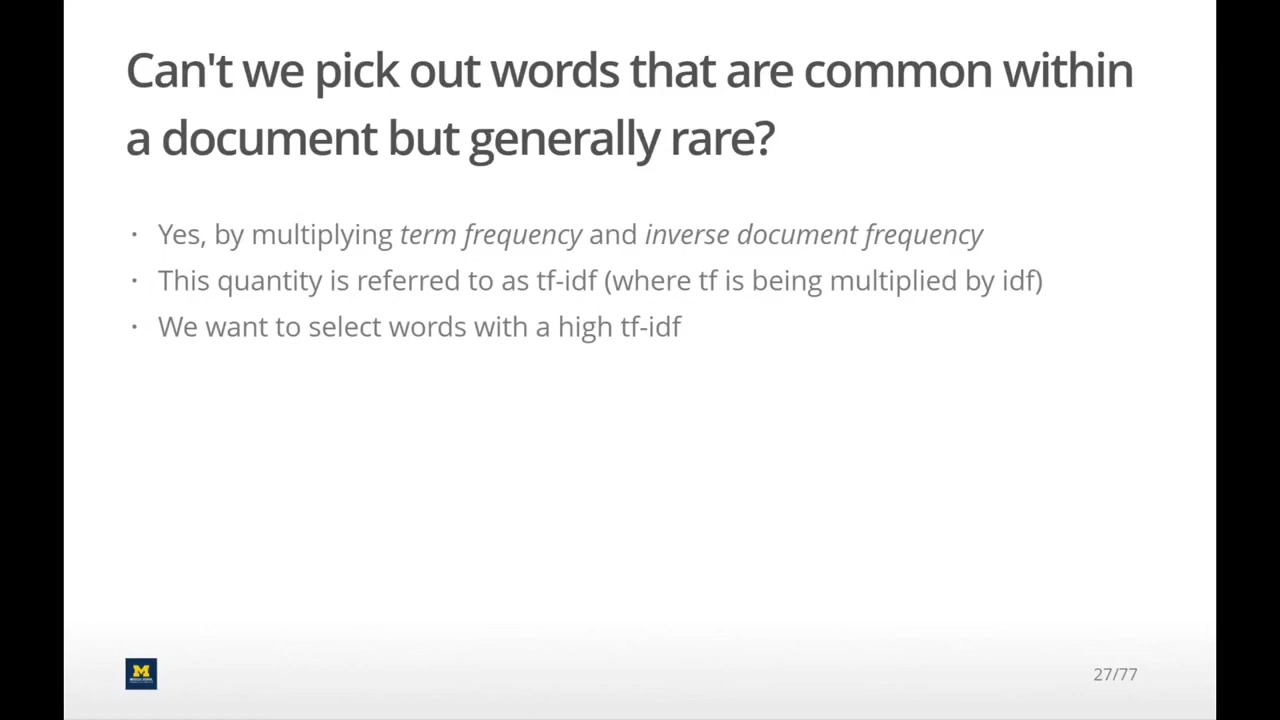 Can't we pick out words that are common within
a document but generally rare?
· Yes, by multiplying term frequency and inverse document frequency
· This quantity is referred to as tf-idf (where tf is being multiplied by idf)
· We want to select words with a high tf-idf
M
27/77